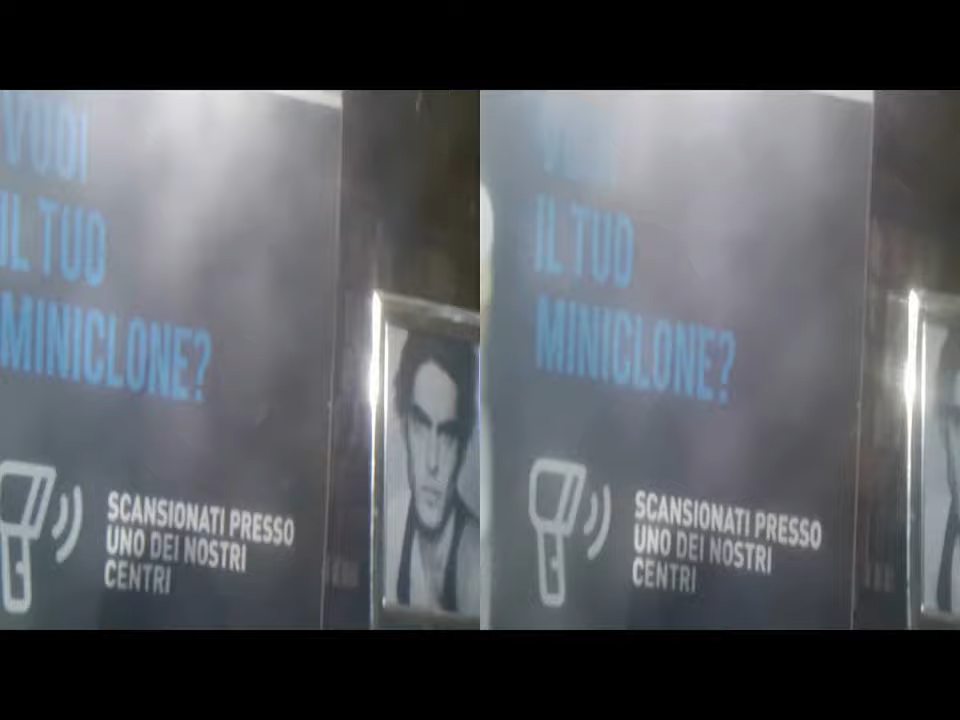 VUOI
IL TUO
MINICLONE?
SCANSIONATI PRESSO
UNO DEI NOSTRI
CENTRI
IL TUO
MINICLONE?
SCANSIONATI PRESSO
UNO DEI NOSTRI
CENTRI